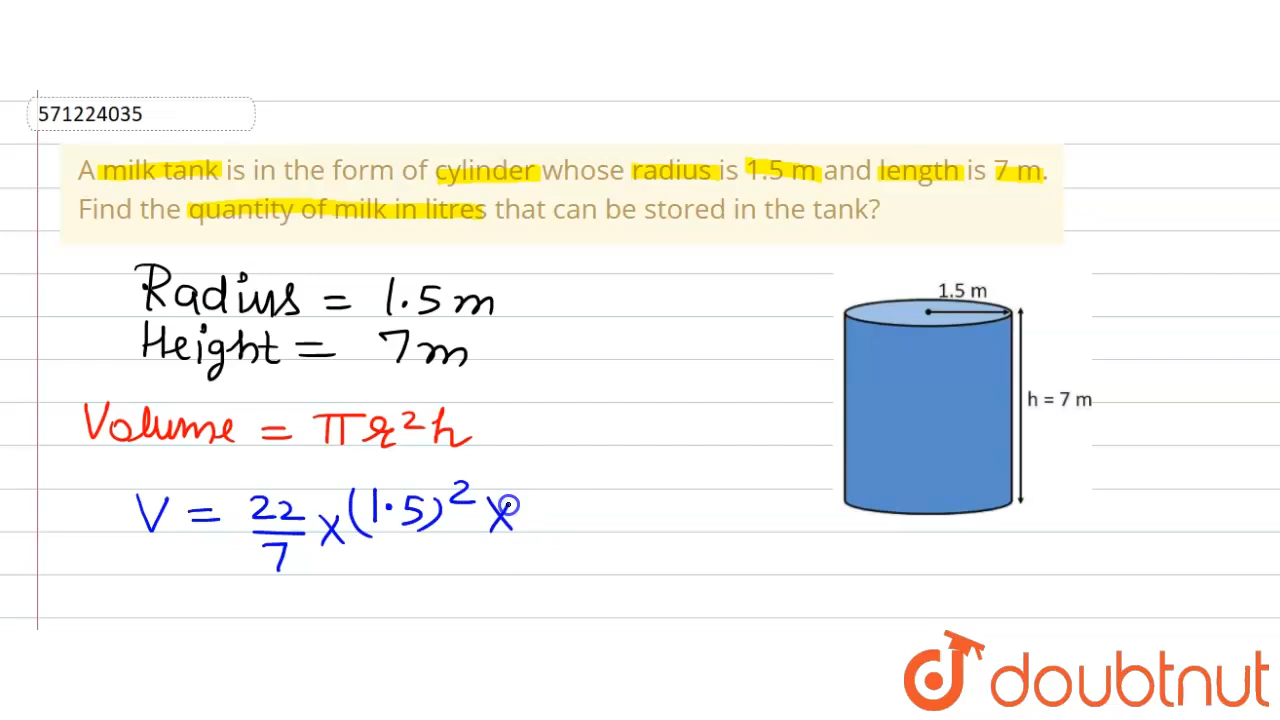 571224035
A milk tank is in the form of cylinder whose radius is 1.5 m and length is 7 m.
Find the quantity of milk in litres that can be stored in the tank?
Radius = 1.5 m
Height = 7 m
Volume = πr²h
V = 22/7 × (1.5)² ×
1.5 m
h = 7 m
doubtnut